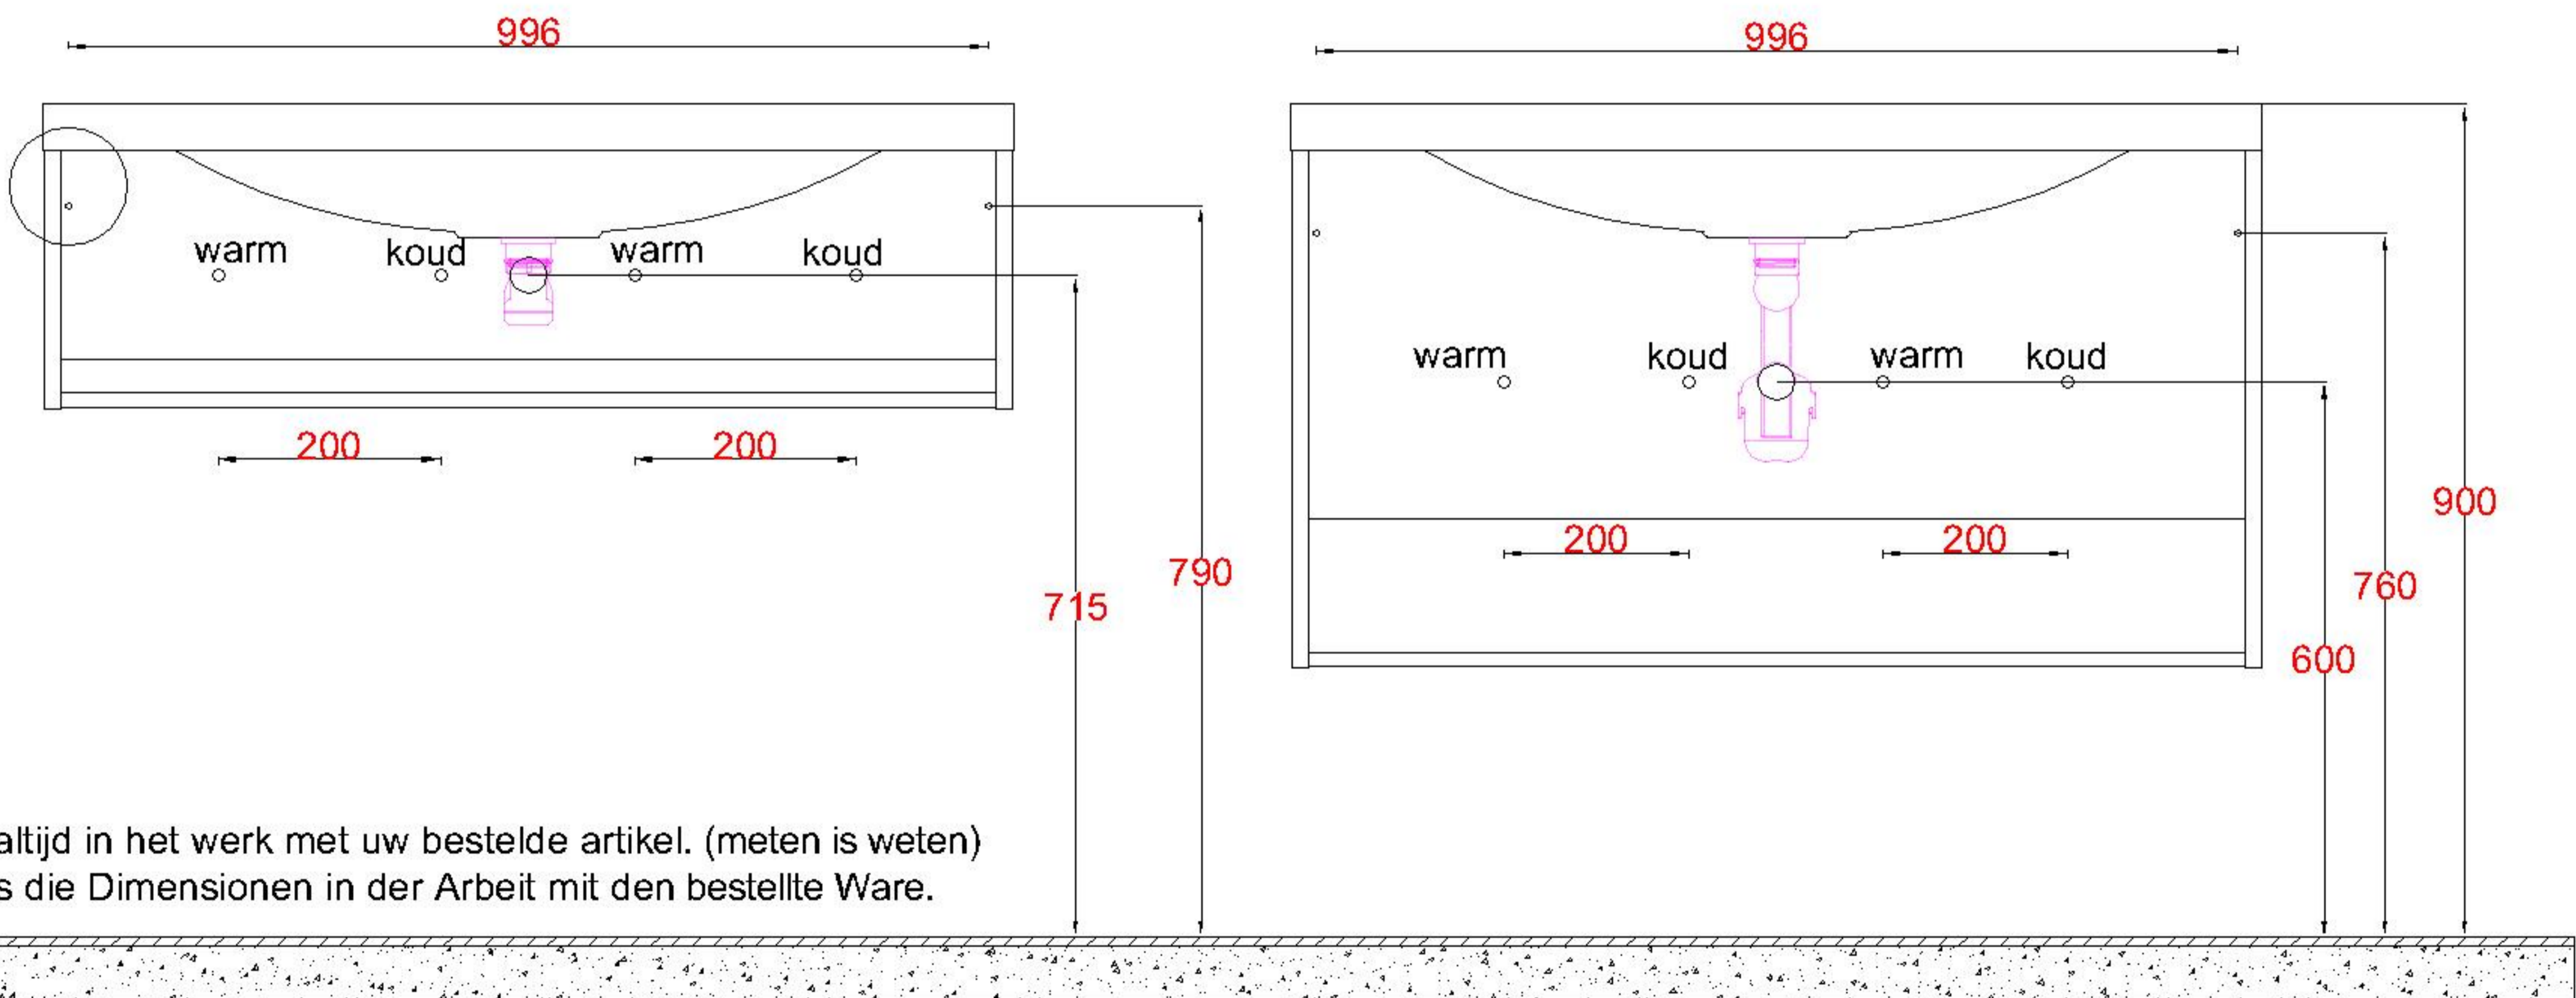 996
996
warm koud warm koud
warm koud warm koud
200 200
200 200
900
790
760
715
600
altijd in het werk met uw bestelde artikel. (meten is weten)
s die Dimensionen in der Arbeit mit den bestellte Ware.